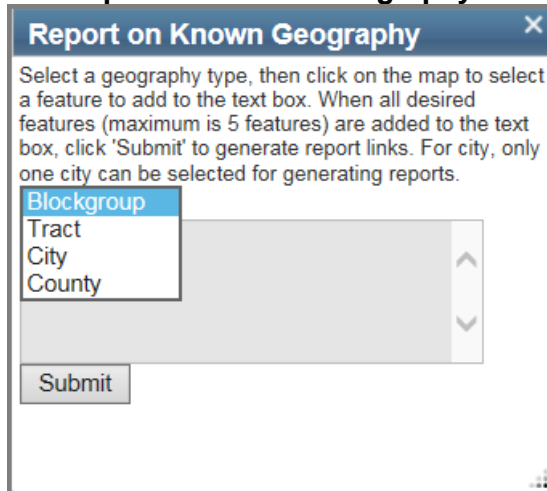 Report on Known Geography
Select a geography type, then click on the map to select
a feature to add to the text box. When all desired
features (maximum is 5 features) are added to the text
box, click 'Submit' to generate report links. For city, only
one city can be selected for generating reports.
Blockgroup
Tract
City
County
Submit